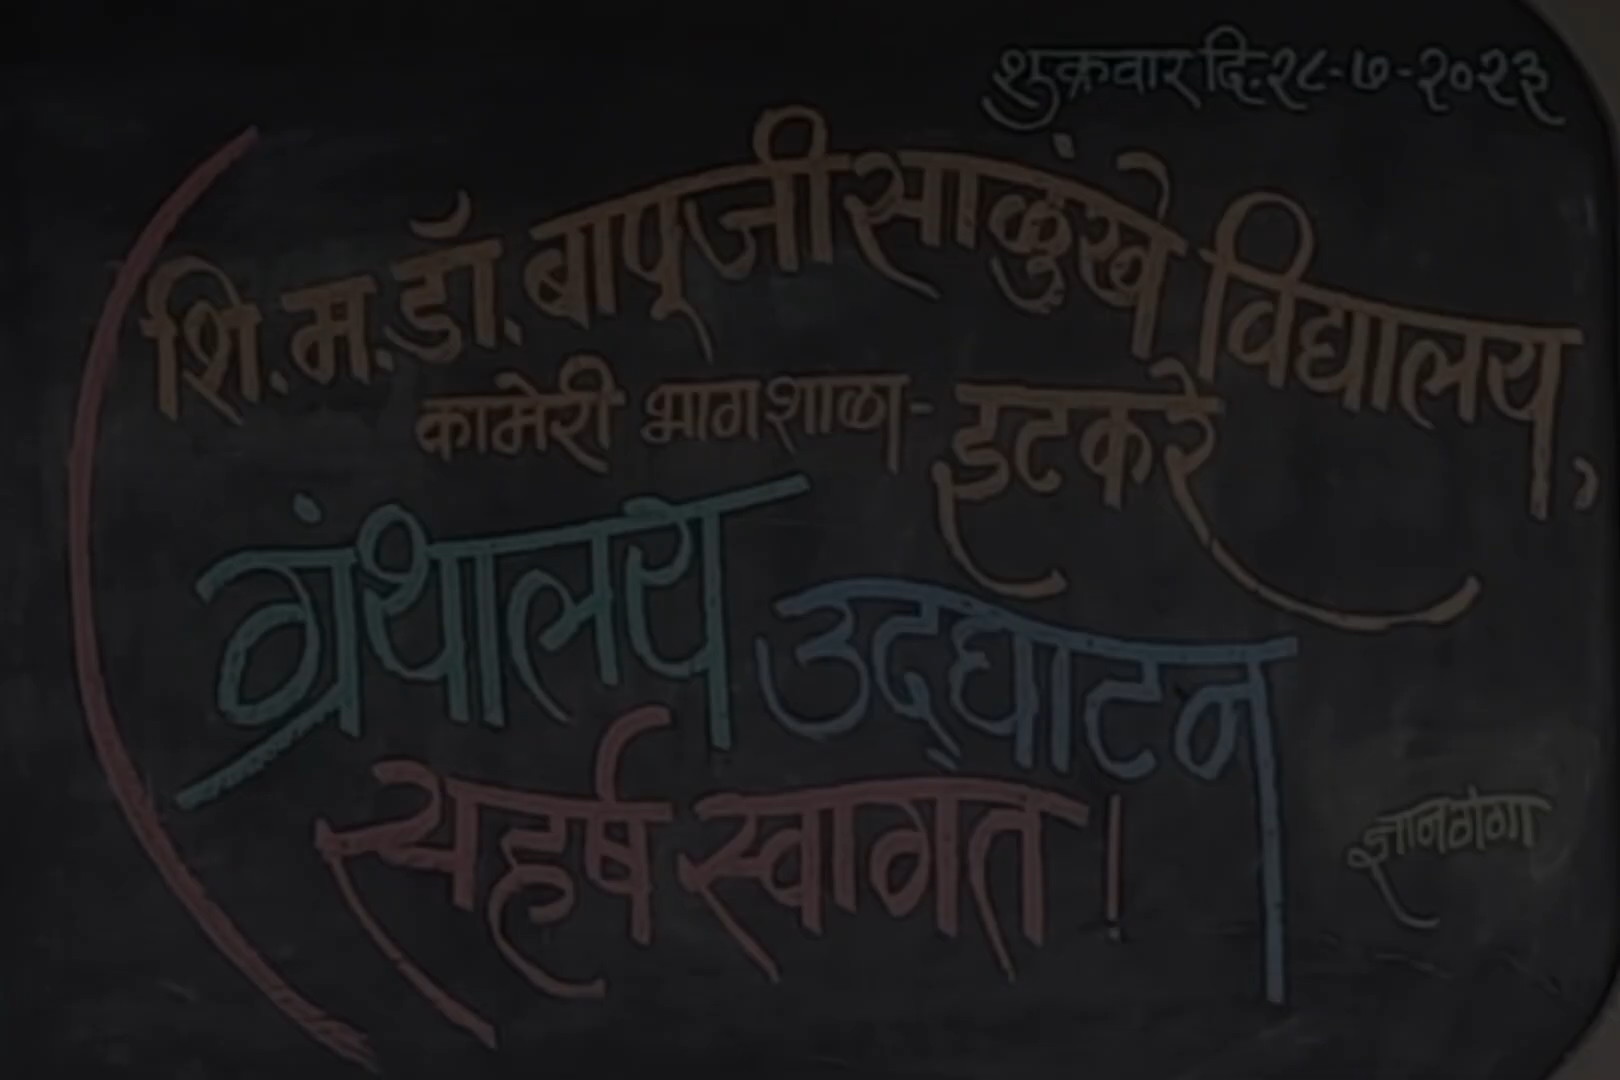 शुक्रवार दि.२८-७-२०२३
शि.म.डॉ.बापूजी साळुंखे विद्यालय,
कामेरी भागशाळा- इटकरे
ग्रंथालय उद्घाटन
सहर्ष स्वागत!
ज्ञानगंगा